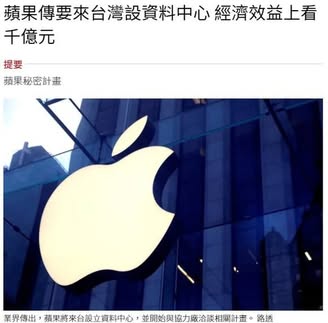 蘋果傳要來台灣設資料中心 經濟效益上看
千億元
提要
蘋果秘密計畫
業界傳出，蘋果將來台設立資料中心，並開始與協力廠洽談相關計畫。 路透